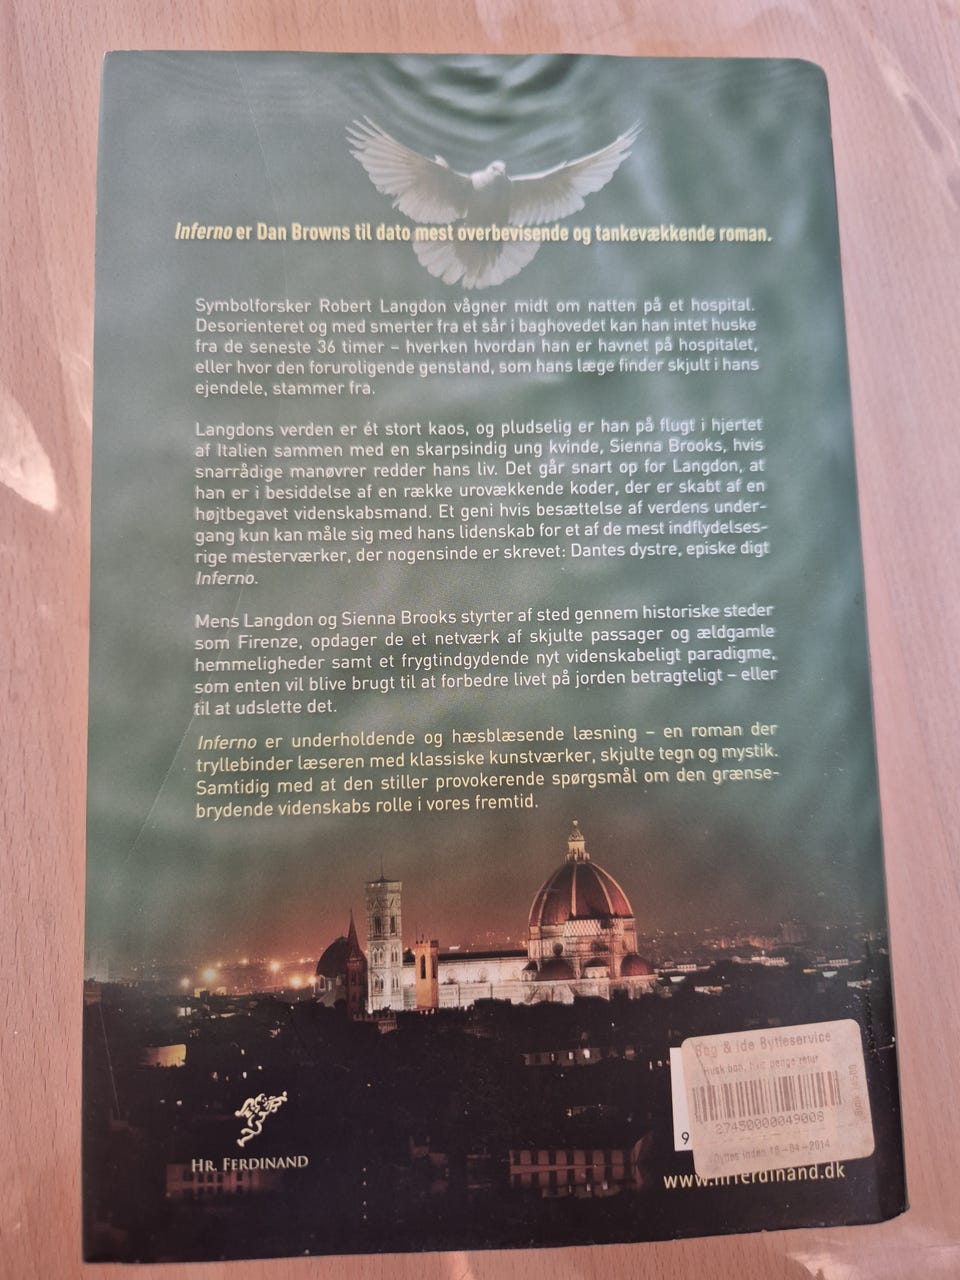 Inferno er Dan Browns til dato mest overbevisende og tankevækkende roman.
Symbolforsker Robert Langdon vågner midt om natten på et hospital.
Desorienteret og med smerter fra et sår i baghovedet kan han intet huske
fra de seneste 36 timer – hverken hvordan han er havnet på hospitalet,
eller hvor den foruroligende genstand, som hans læge finder skjult i hans
ejendele, stammer fra.
Langdons verden er ét stort kaos, og pludselig er han på flugt i hjertet
af Italien sammen med en skarpsindig ung kvinde, Sienna Brooks, hvis
snarrådige manøvrer redder hans liv. Det går snart op for Langdon, at
han er i besiddelse af en række urovækkende koder, der er skabt af en
højtbegavet videnskabsmand. Et geni hvis besættelse af verdens under-
gang kun kan måle sig med hans lidenskab for et af de mest indflydelses-
rige mesterværker, der nogensinde er skrevet: Dantes dystre, episke digt
Inferno.
Mens Langdon og Sienna Brooks styrter af sted gennem historiske steder
som Firenze, opdager de et netværk af skjulte passager og ældgamle
hemmeligheder samt et frygtindgydende nyt videnskabeligt paradigme,
som enten vil blive brugt til at forbedre livet på jorden betragteligt – eller
til at udslette det.
Inferno er underholdende og hæsblæsende læsning – en roman der
tryllebinder læseren med klassiske kunstværker, skjulte tegn og mystik.
Samtidig med at den stiller provokerende spørgsmål om den grænse-
brydende videnskabs rolle i vores fremtid.
Bog & ide Bytteservice
Husk bon, hvis penge retur
27450000049008
Byttes inden 18-04-2014
9
HR. FERDINAND
www.hrferdinand.dk